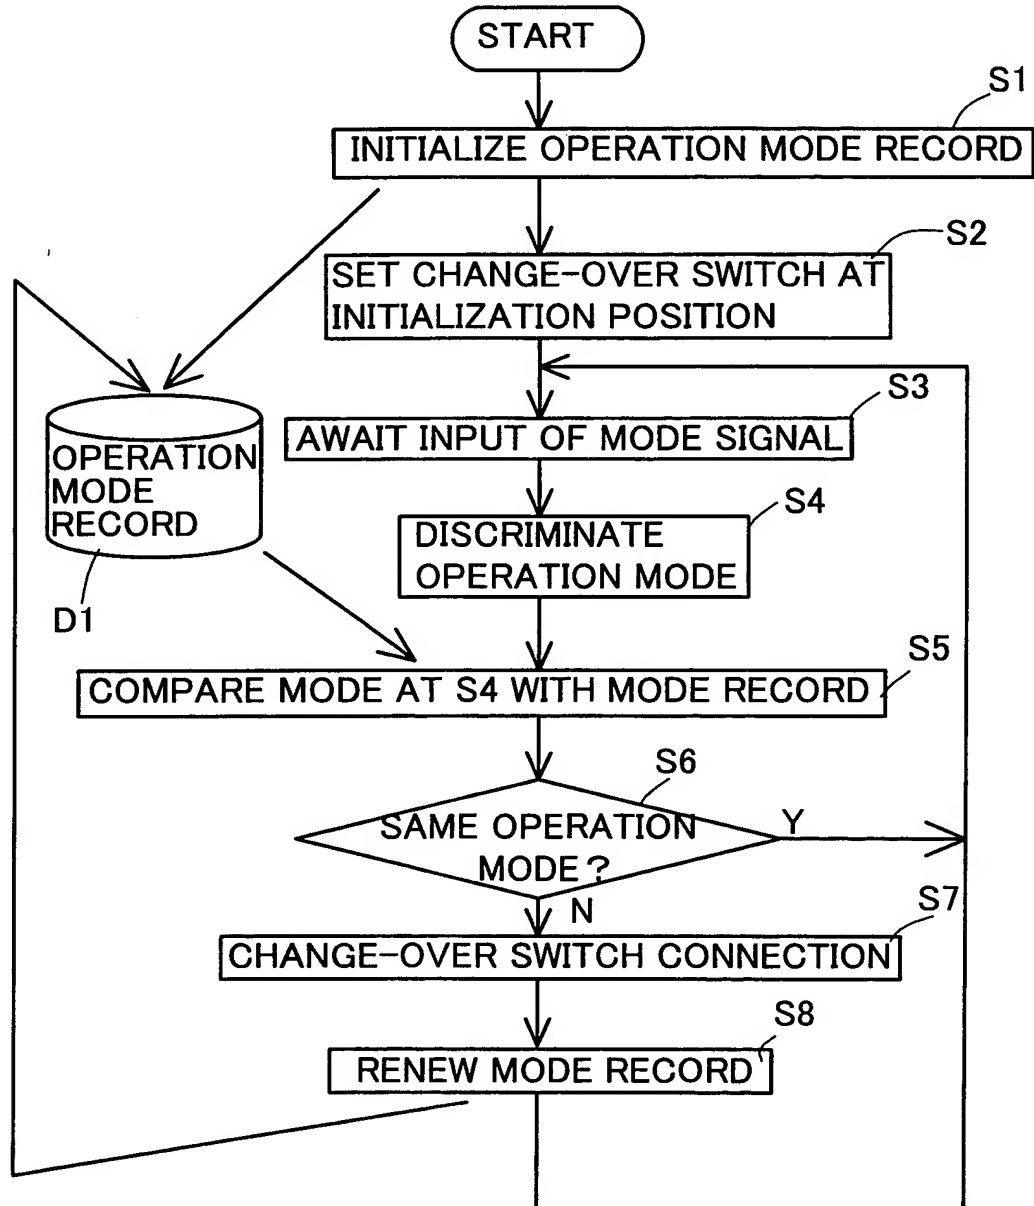 START
S1
INITIALIZE OPERATION MODE RECORD
S2
SET CHANGE-OVER SWITCH AT
INITIALIZATION POSITION
S3
AWAIT INPUT OF MODE SIGNAL
OPERATION
MODE
RECORD
D1
S4
DISCRIMINATE
OPERATION MODE
S5
COMPARE MODE AT S4 WITH MODE RECORD
S6
SAME OPERATION
MODE?
Y
N
S7
CHANGE-OVER SWITCH CONNECTION
S8
RENEW MODE RECORD